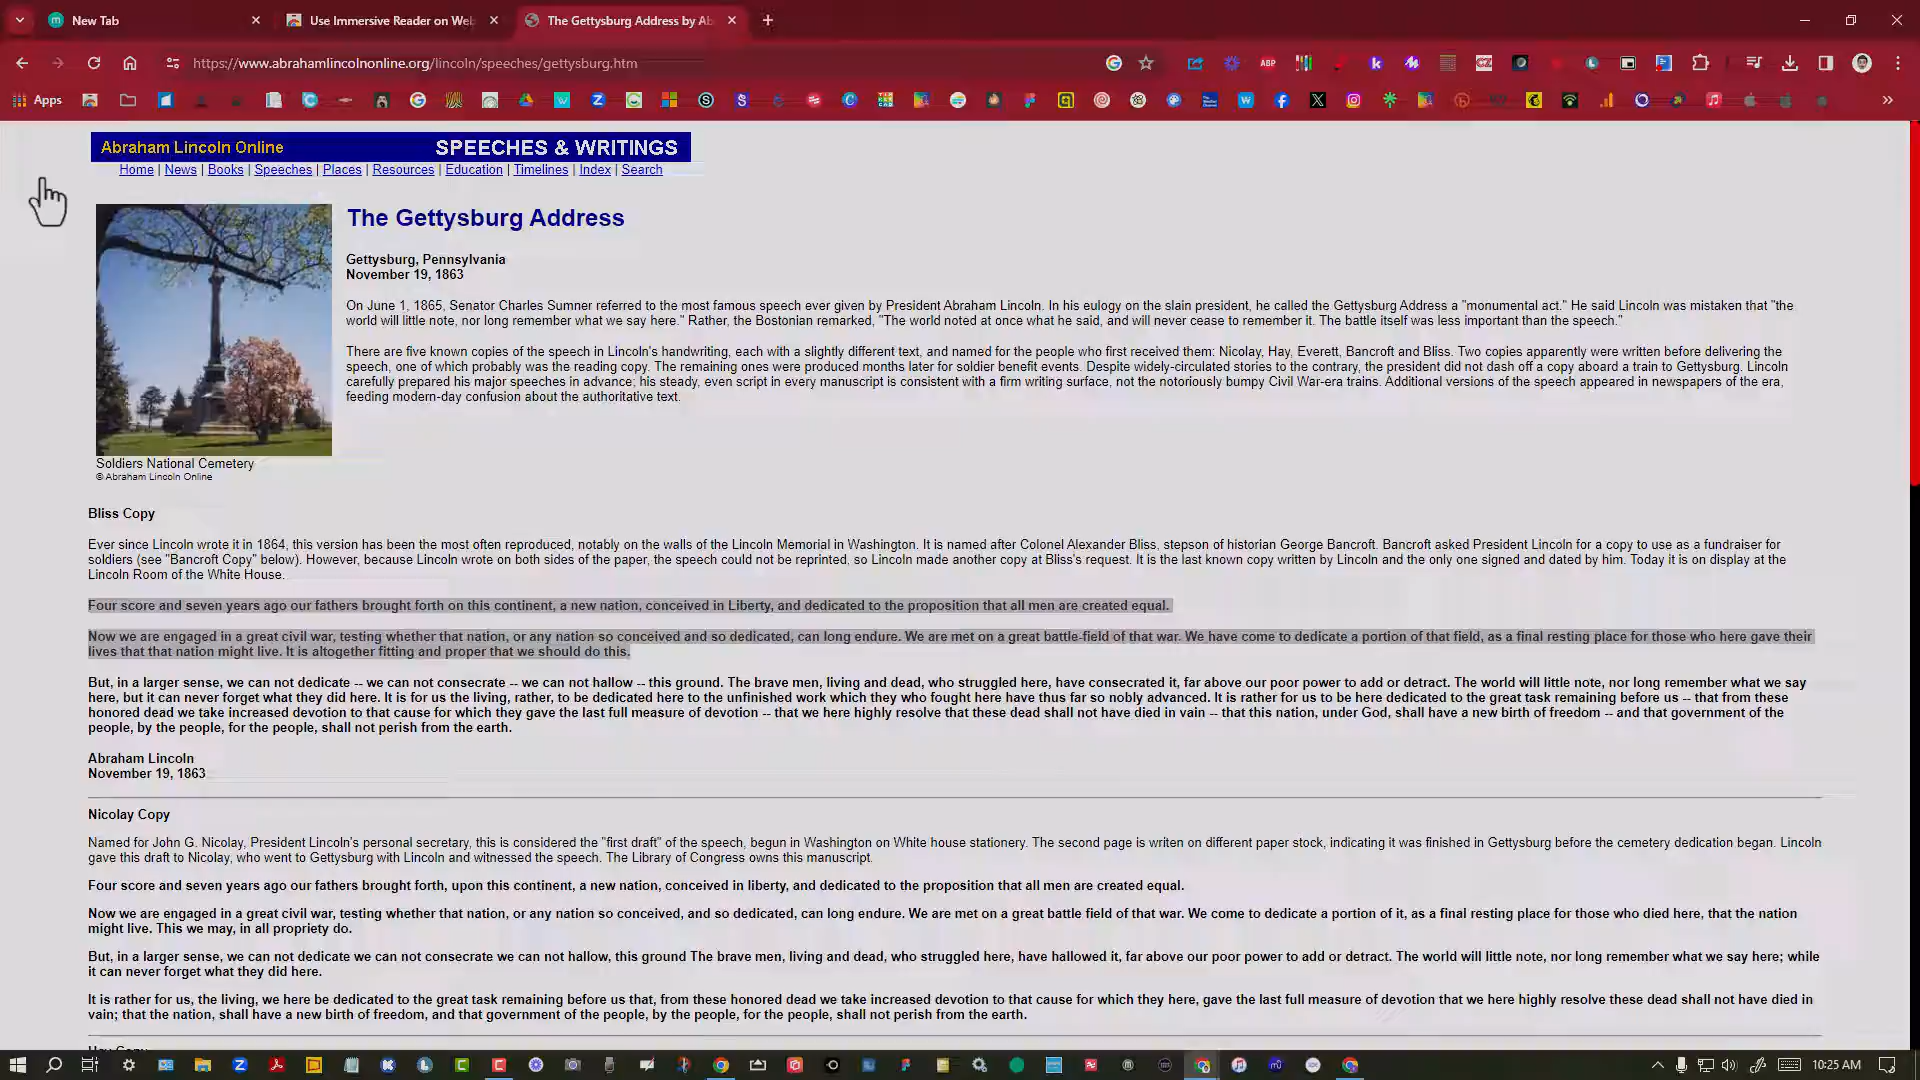 New Tab
Use Immersive Reader on Web
The Gettysburg Address by Ab
https://www.abrahamlincolnonline.org/lincoln/speeches/gettysburg.htm
Apps
Abraham Lincoln Online SPEECHES & WRITINGS
Home | News | Books | Speeches | Places | Resources | Education | Timelines | Index | Search
The Gettysburg Address
Gettysburg, Pennsylvania
November 19, 1863
On June 1, 1865, Senator Charles Sumner referred to the most famous speech ever given by President Abraham Lincoln. In his eulogy on the slain president, he called the Gettysburg Address a "monumental act." He said Lincoln was mistaken that "the
world will little note, nor long remember what we say here." Rather, the Bostonian remarked, "The world noted at once what he said, and will never cease to remember it. The battle itself was less important than the speech."
There are five known copies of the speech in Lincoln's handwriting, each with a slightly different text, and named for the people who first received them: Nicolay, Hay, Everett, Bancroft and Bliss. Two copies apparently were written before delivering the
speech, one of which probably was the reading copy. The remaining ones were produced months later for soldier benefit events. Despite widely-circulated stories to the contrary, the president did not dash off a copy aboard a train to Gettysburg. Lincoln
carefully prepared his major speeches in advance; his steady, even script in every manuscript is consistent with a firm writing surface, not the notoriously bumpy Civil War-era trains. Additional versions of the speech appeared in newspapers of the era,
feeding modern-day confusion about the authoritative text.
Soldiers National Cemetery
© Abraham Lincoln Online
Bliss Copy
Ever since Lincoln wrote it in 1864, this version has been the most often reproduced, notably on the walls of the Lincoln Memorial in Washington. It is named after Colonel Alexander Bliss, stepson of historian George Bancroft. Bancroft asked President Lincoln for a copy to use as a fundraiser for
soldiers (see "Bancroft Copy" below). However, because Lincoln wrote on both sides of the paper, the speech could not be reprinted, so Lincoln made another copy at Bliss's request. It is the last known copy written by Lincoln and the only one signed and dated by him. Today it is on display at the
Lincoln Room of the White House.
Four score and seven years ago our fathers brought forth on this continent, a new nation, conceived in Liberty, and dedicated to the proposition that all men are created equal.
Now we are engaged in a great civil war, testing whether that nation, or any nation so conceived and so dedicated, can long endure. We are met on a great battle-field of that war. We have come to dedicate a portion of that field, as a final resting place for those who here gave their
lives that that nation might live. It is altogether fitting and proper that we should do this.
But, in a larger sense, we can not dedicate -- we can not consecrate -- we can not hallow -- this ground. The brave men, living and dead, who struggled here, have consecrated it, far above our poor power to add or detract. The world will little note, nor long remember what we say
here, but it can never forget what they did here. It is for us the living, rather, to be dedicated here to the unfinished work which they who fought here have thus far so nobly advanced. It is rather for us to be here dedicated to the great task remaining before us -- that from these
honored dead we take increased devotion to that cause for which they gave the last full measure of devotion -- that we here highly resolve that these dead shall not have died in vain -- that this nation, under God, shall have a new birth of freedom -- and that government of the
people, by the people, for the people, shall not perish from the earth.
Abraham Lincoln
November 19, 1863
Nicolay Copy
Named for John G. Nicolay, President Lincoln's personal secretary, this is considered the "first draft" of the speech, begun in Washington on White house stationery. The second page is writen on different paper stock, indicating it was finished in Gettysburg before the cemetery dedication began. Lincoln
gave this draft to Nicolay, who went to Gettysburg with Lincoln and witnessed the speech. The Library of Congress owns this manuscript.
Four score and seven years ago our fathers brought forth, upon this continent, a new nation, conceived in liberty, and dedicated to the proposition that all men are created equal.
Now we are engaged in a great civil war, testing whether that nation, or any nation so conceived, and so dedicated, can long endure. We are met on a great battle field of that war. We come to dedicate a portion of it, as a final resting place for those who died here, that the nation
might live. This we may, in all propriety do.
But, in a larger sense, we can not dedicate we can not consecrate we can not hallow, this ground The brave men, living and dead, who struggled here, have hallowed it, far above our poor power to add or detract. The world will little note, nor long remember what we say here; while
it can never forget what they did here.
It is rather for us, the living, we here be dedicated to the great task remaining before us that, from these honored dead we take increased devotion to that cause for which they here, gave the last full measure of devotion that we here highly resolve these dead shall not have died in
vain; that the nation, shall have a new birth of freedom, and that government of the people, by the people, for the people, shall not perish from the earth.
10:25 AM